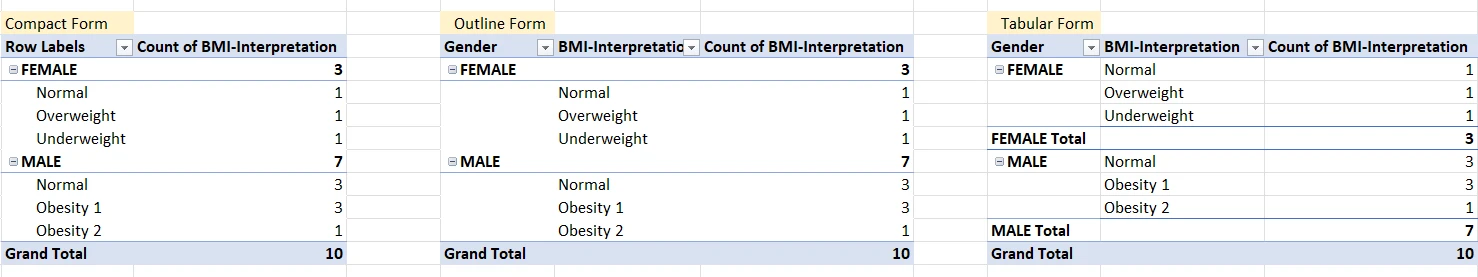 Compact Form
Row Labels Count of BMI-Interpretation
FEMALE 3
Normal 1
Overweight 1
Underweight 1
MALE 7
Normal 3
Obesity 1 3
Obesity 2 1
Grand Total 10
Outline Form
Gender BMI-Interpretatio Count of BMI-Interpretation
FEMALE 3
Normal 1
Overweight 1
Underweight 1
MALE 7
Normal 3
Obesity 1 3
Obesity 2 1
Grand Total 10
Tabular Form
Gender BMI-Interpretation Count of BMI-Interpretation
FEMALE Normal 1
Overweight 1
Underweight 1
FEMALE Total 3
MALE Normal 3
Obesity 1 3
Obesity 2 1
MALE Total 7
Grand Total 10